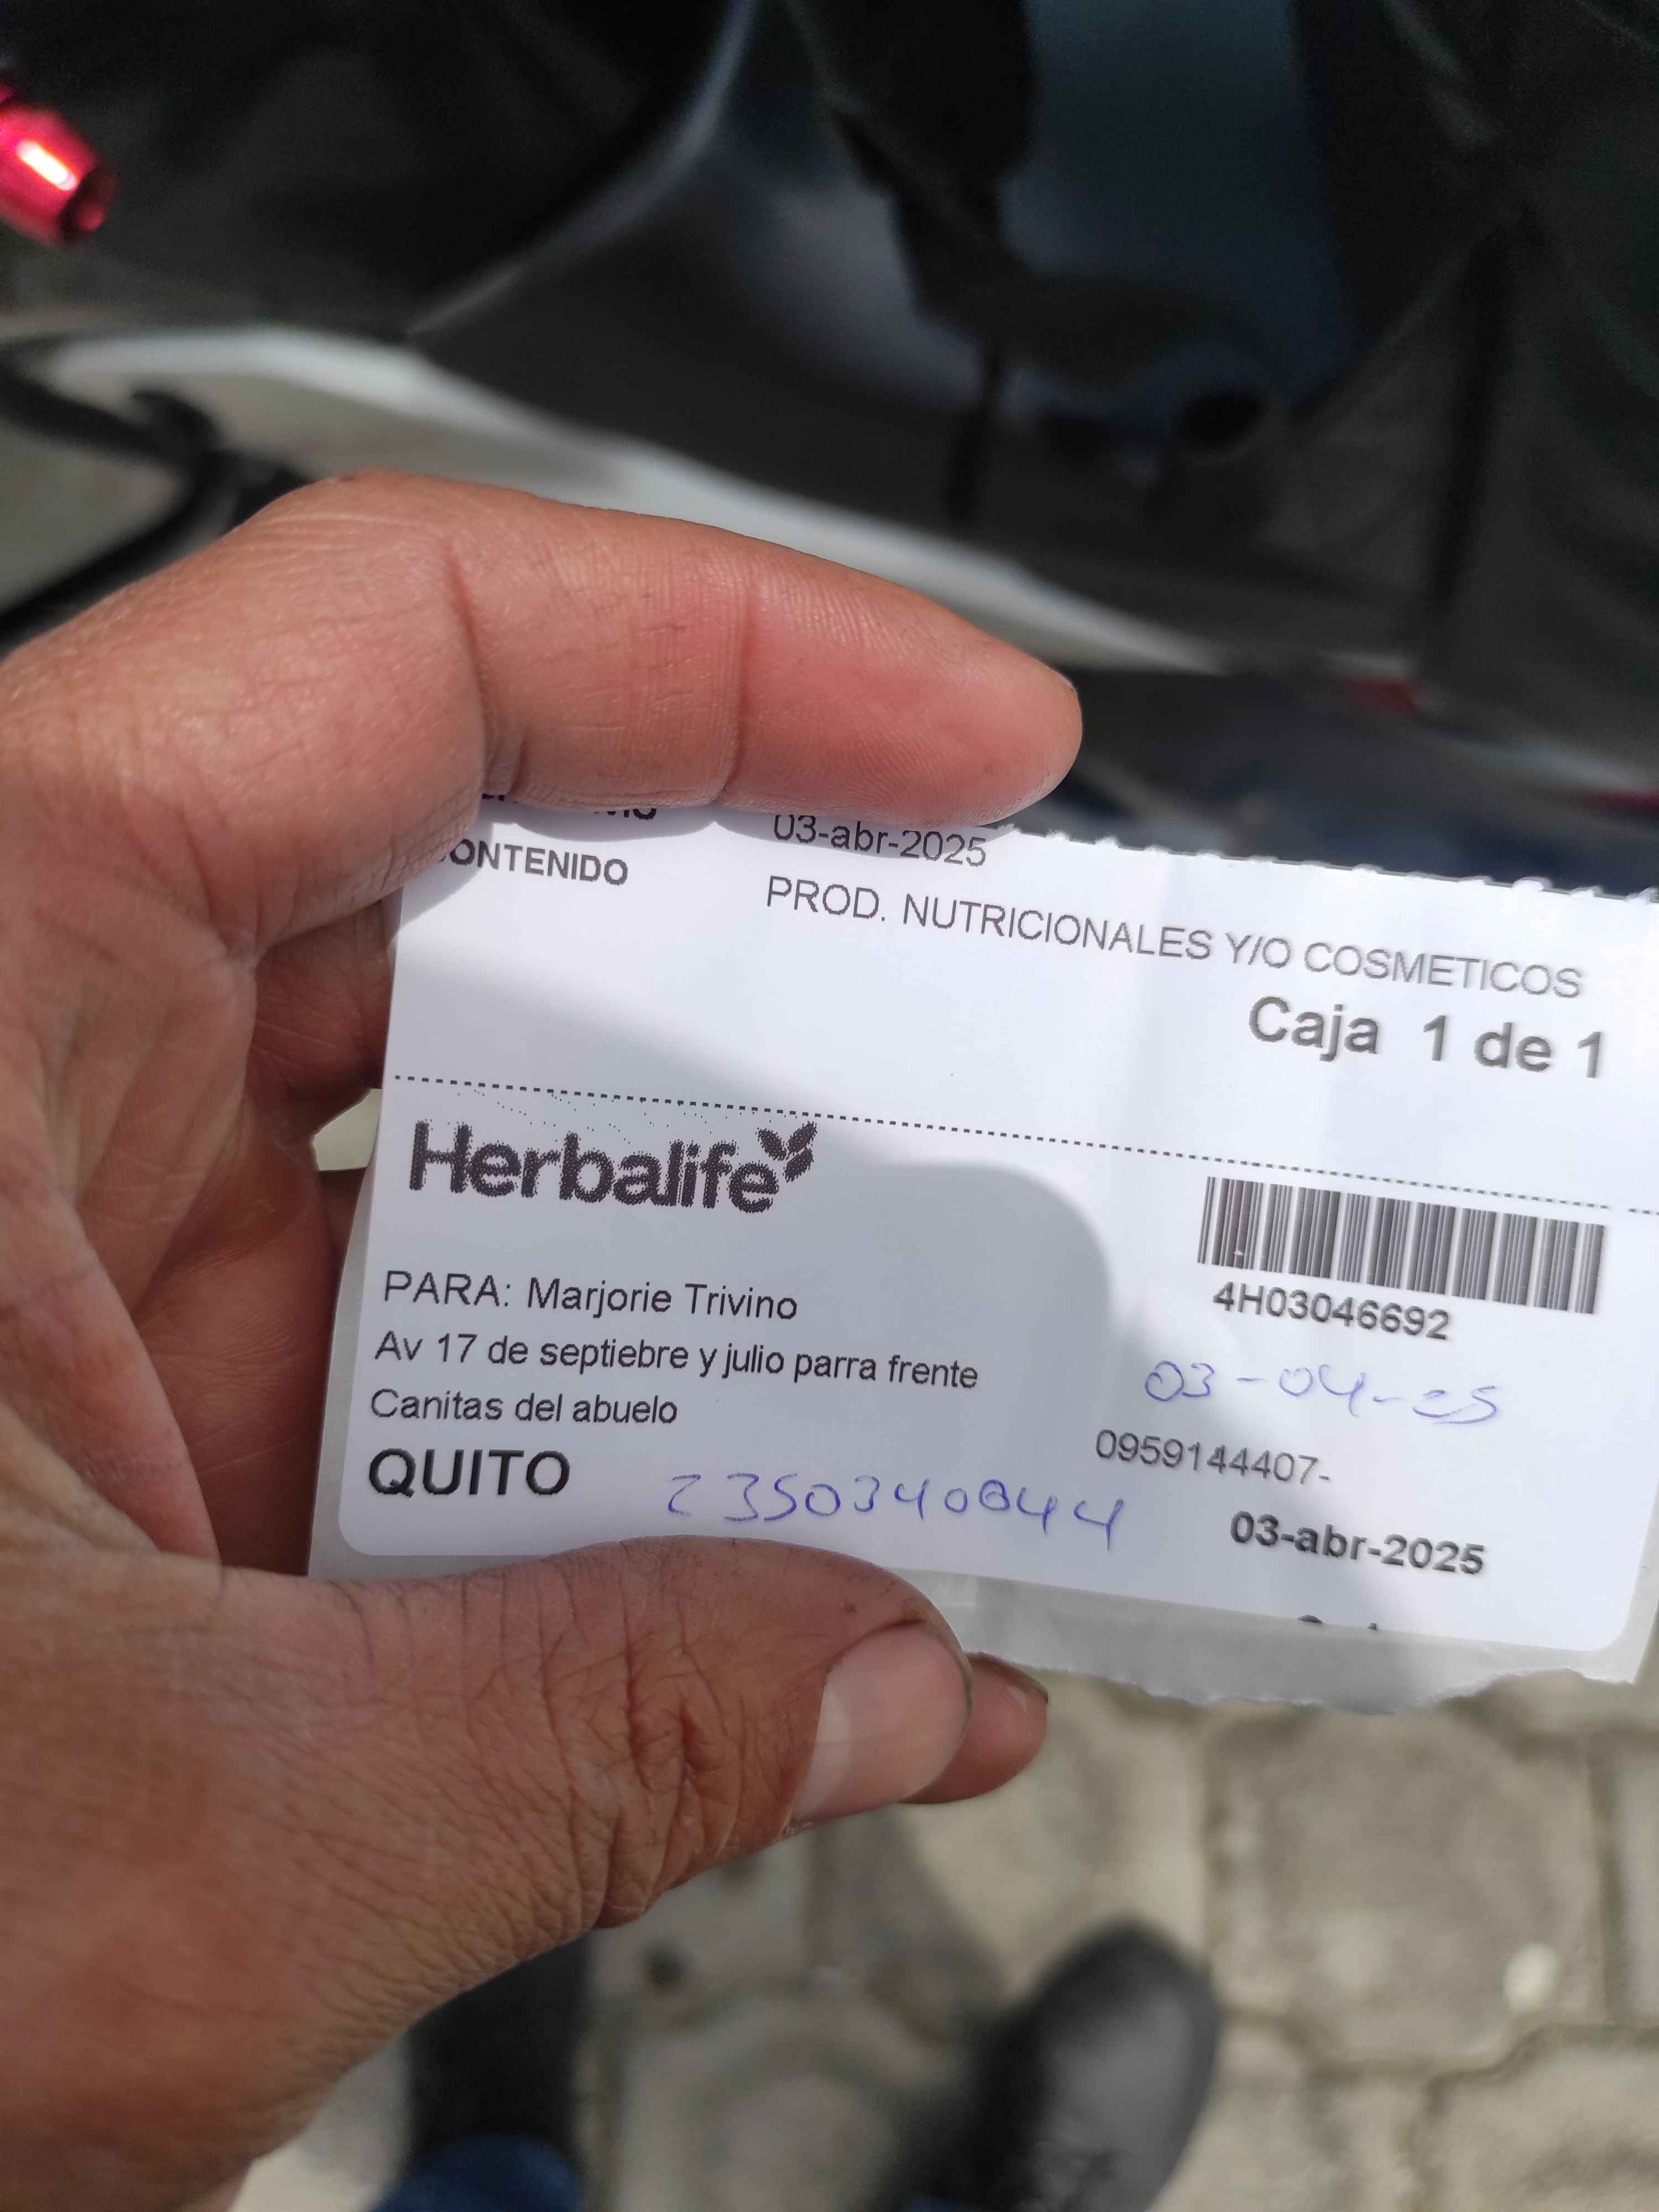 03-abr-2025
CONTENIDO PROD. NUTRICIONALES Y/O COSMETICOS
Caja 1 de 1
Herbalife
4H03046692
PARA: Marjorie Trivino
Av 17 de septiebre y julio parra frente
03-04-25
Canitas del abuelo
0959144407-
QUITO
2350340844
03-abr-2025